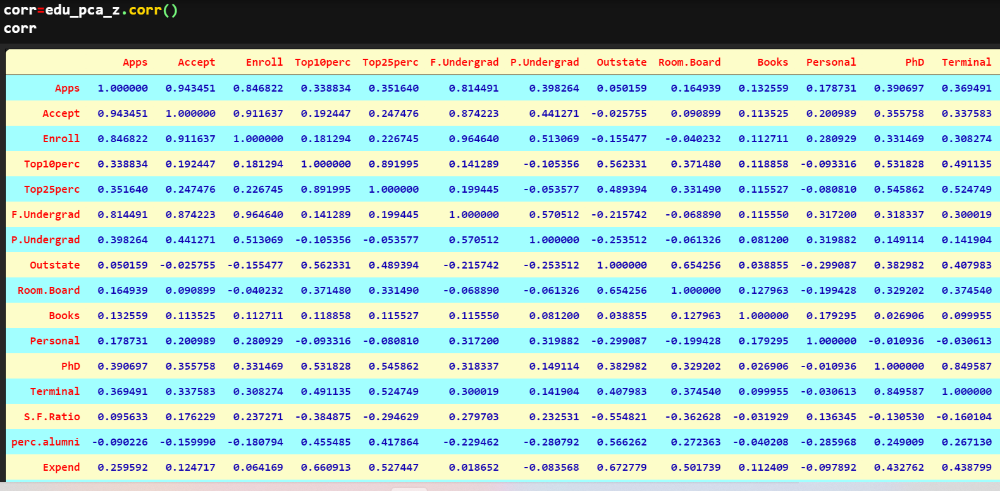 corr=edu_pca_z.corr()
corr
Apps Accept Enroll Top10perc Top25perc F.Undergrad P.Undergrad Outstate Room.Board Books Personal PhD Terminal
Apps 1.000000 0.943451 0.846822 0.338834 0.351640 0.814491 0.398264 0.050159 0.164939 0.132559 0.178731 0.390697 0.369491
Accept 0.943451 1.000000 0.911637 0.192447 0.247476 0.874223 0.441271 -0.025755 0.090899 0.113525 0.200989 0.355758 0.337583
Enroll 0.846822 0.911637 1.000000 0.181294 0.226745 0.964640 0.513069 -0.155477 -0.040232 0.112711 0.280929 0.331469 0.308274
Top10perc 0.338834 0.192447 0.181294 1.000000 0.891995 0.141289 -0.105356 0.562331 0.371480 0.118858 -0.093316 0.531828 0.491135
Top25perc 0.351640 0.247476 0.226745 0.891995 1.000000 0.199445 -0.053577 0.489394 0.331490 0.115527 -0.080810 0.545862 0.524749
F.Undergrad 0.814491 0.874223 0.964640 0.141289 0.199445 1.000000 0.570512 -0.215742 -0.068890 0.115550 0.317200 0.318337 0.300019
P.Undergrad 0.398264 0.441271 0.513069 -0.105356 -0.053577 0.570512 1.000000 -0.253512 -0.061326 0.081200 0.319882 0.149114 0.141904
Outstate 0.050159 -0.025755 -0.155477 0.562331 0.489394 -0.215742 -0.253512 1.000000 0.654256 0.038855 -0.299087 0.382982 0.407983
Room.Board 0.164939 0.090899 -0.040232 0.371480 0.331490 -0.068890 -0.061326 0.654256 1.000000 0.127963 -0.199428 0.329202 0.374540
Books 0.132559 0.113525 0.112711 0.118858 0.115527 0.115550 0.081200 0.038855 0.127963 1.000000 0.179295 0.026906 0.099955
Personal 0.178731 0.200989 0.280929 -0.093316 -0.080810 0.317200 0.319882 -0.299087 -0.199428 0.179295 1.000000 -0.010936 -0.030613
PhD 0.390697 0.355758 0.331469 0.531828 0.545862 0.318337 0.149114 0.382982 0.329202 0.026906 -0.010936 1.000000 0.849587
Terminal 0.369491 0.337583 0.308274 0.491135 0.524749 0.300019 0.141904 0.407983 0.374540 0.099955 -0.030613 0.849587 1.000000
S.F.Ratio 0.095633 0.176229 0.237271 -0.384875 -0.294629 0.279703 0.232531 -0.554821 -0.362628 -0.031929 0.136345 -0.130530 -0.160104
perc.alumni -0.090226 -0.159990 -0.180794 0.455485 0.417864 -0.229462 -0.280792 0.566262 0.272363 -0.040208 -0.285968 0.249009 0.267130
Expend 0.259592 0.124717 0.064169 0.660913 0.527447 0.018652 -0.083568 0.672779 0.501739 0.112409 -0.097892 0.432762 0.438799